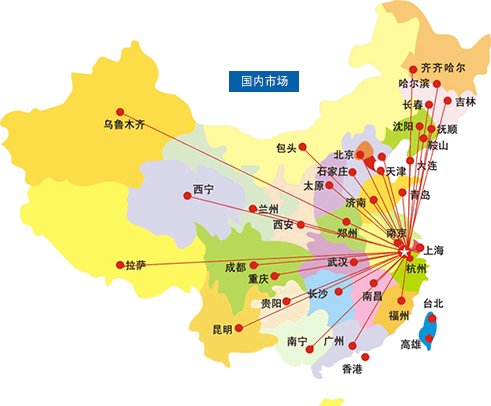 国内市场
齐齐哈尔
哈尔滨
长春
吉林
乌鲁木齐
沈阳
抚顺
鞍山
包头
北京
大连
石家庄
天津
太原
西宁
济南
青岛
兰州
西安
郑州
南京
上海
拉萨
成都
武汉
杭州
重庆
长沙
南昌
贵阳
台北
昆明
福州
南宁
广州
高雄
香港